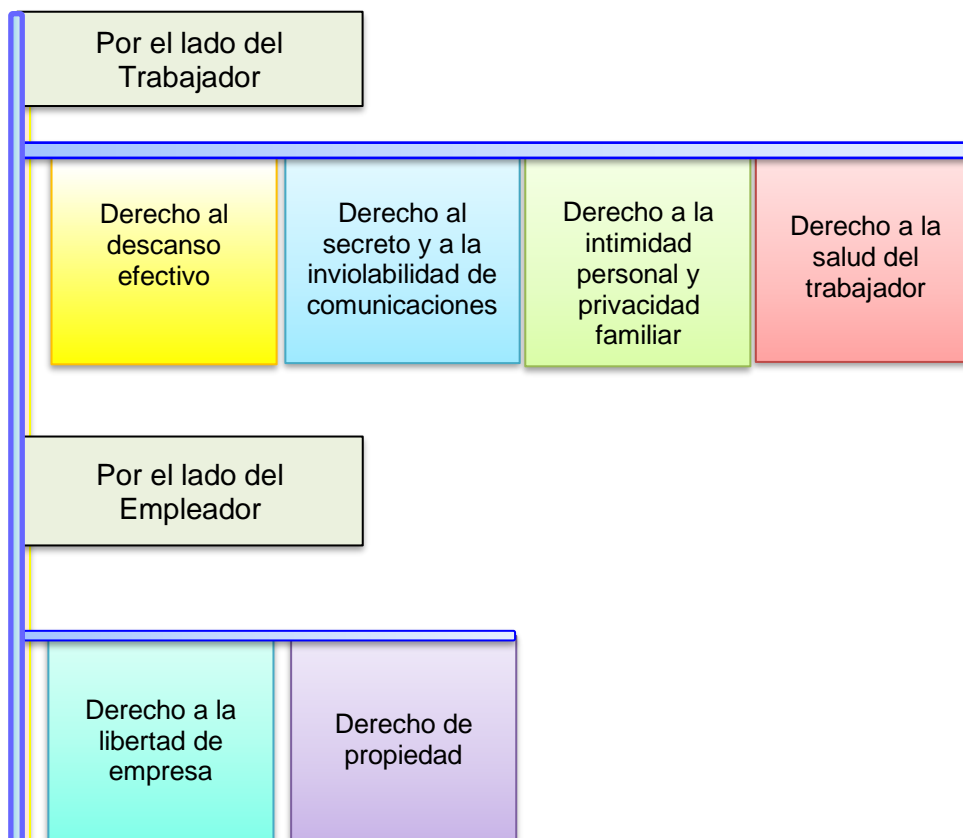 Por el lado del
Trabajador
Derecho al
descanso
efectivo
Derecho al
secreto y a la
inviolabilidad de
comunicaciones
Derecho a la
intimidad
personal y
privacidad
familiar
Derecho a la
salud del
trabajador
Por el lado del
Empleador
Derecho a la
libertad de
empresa
Derecho de
propiedad